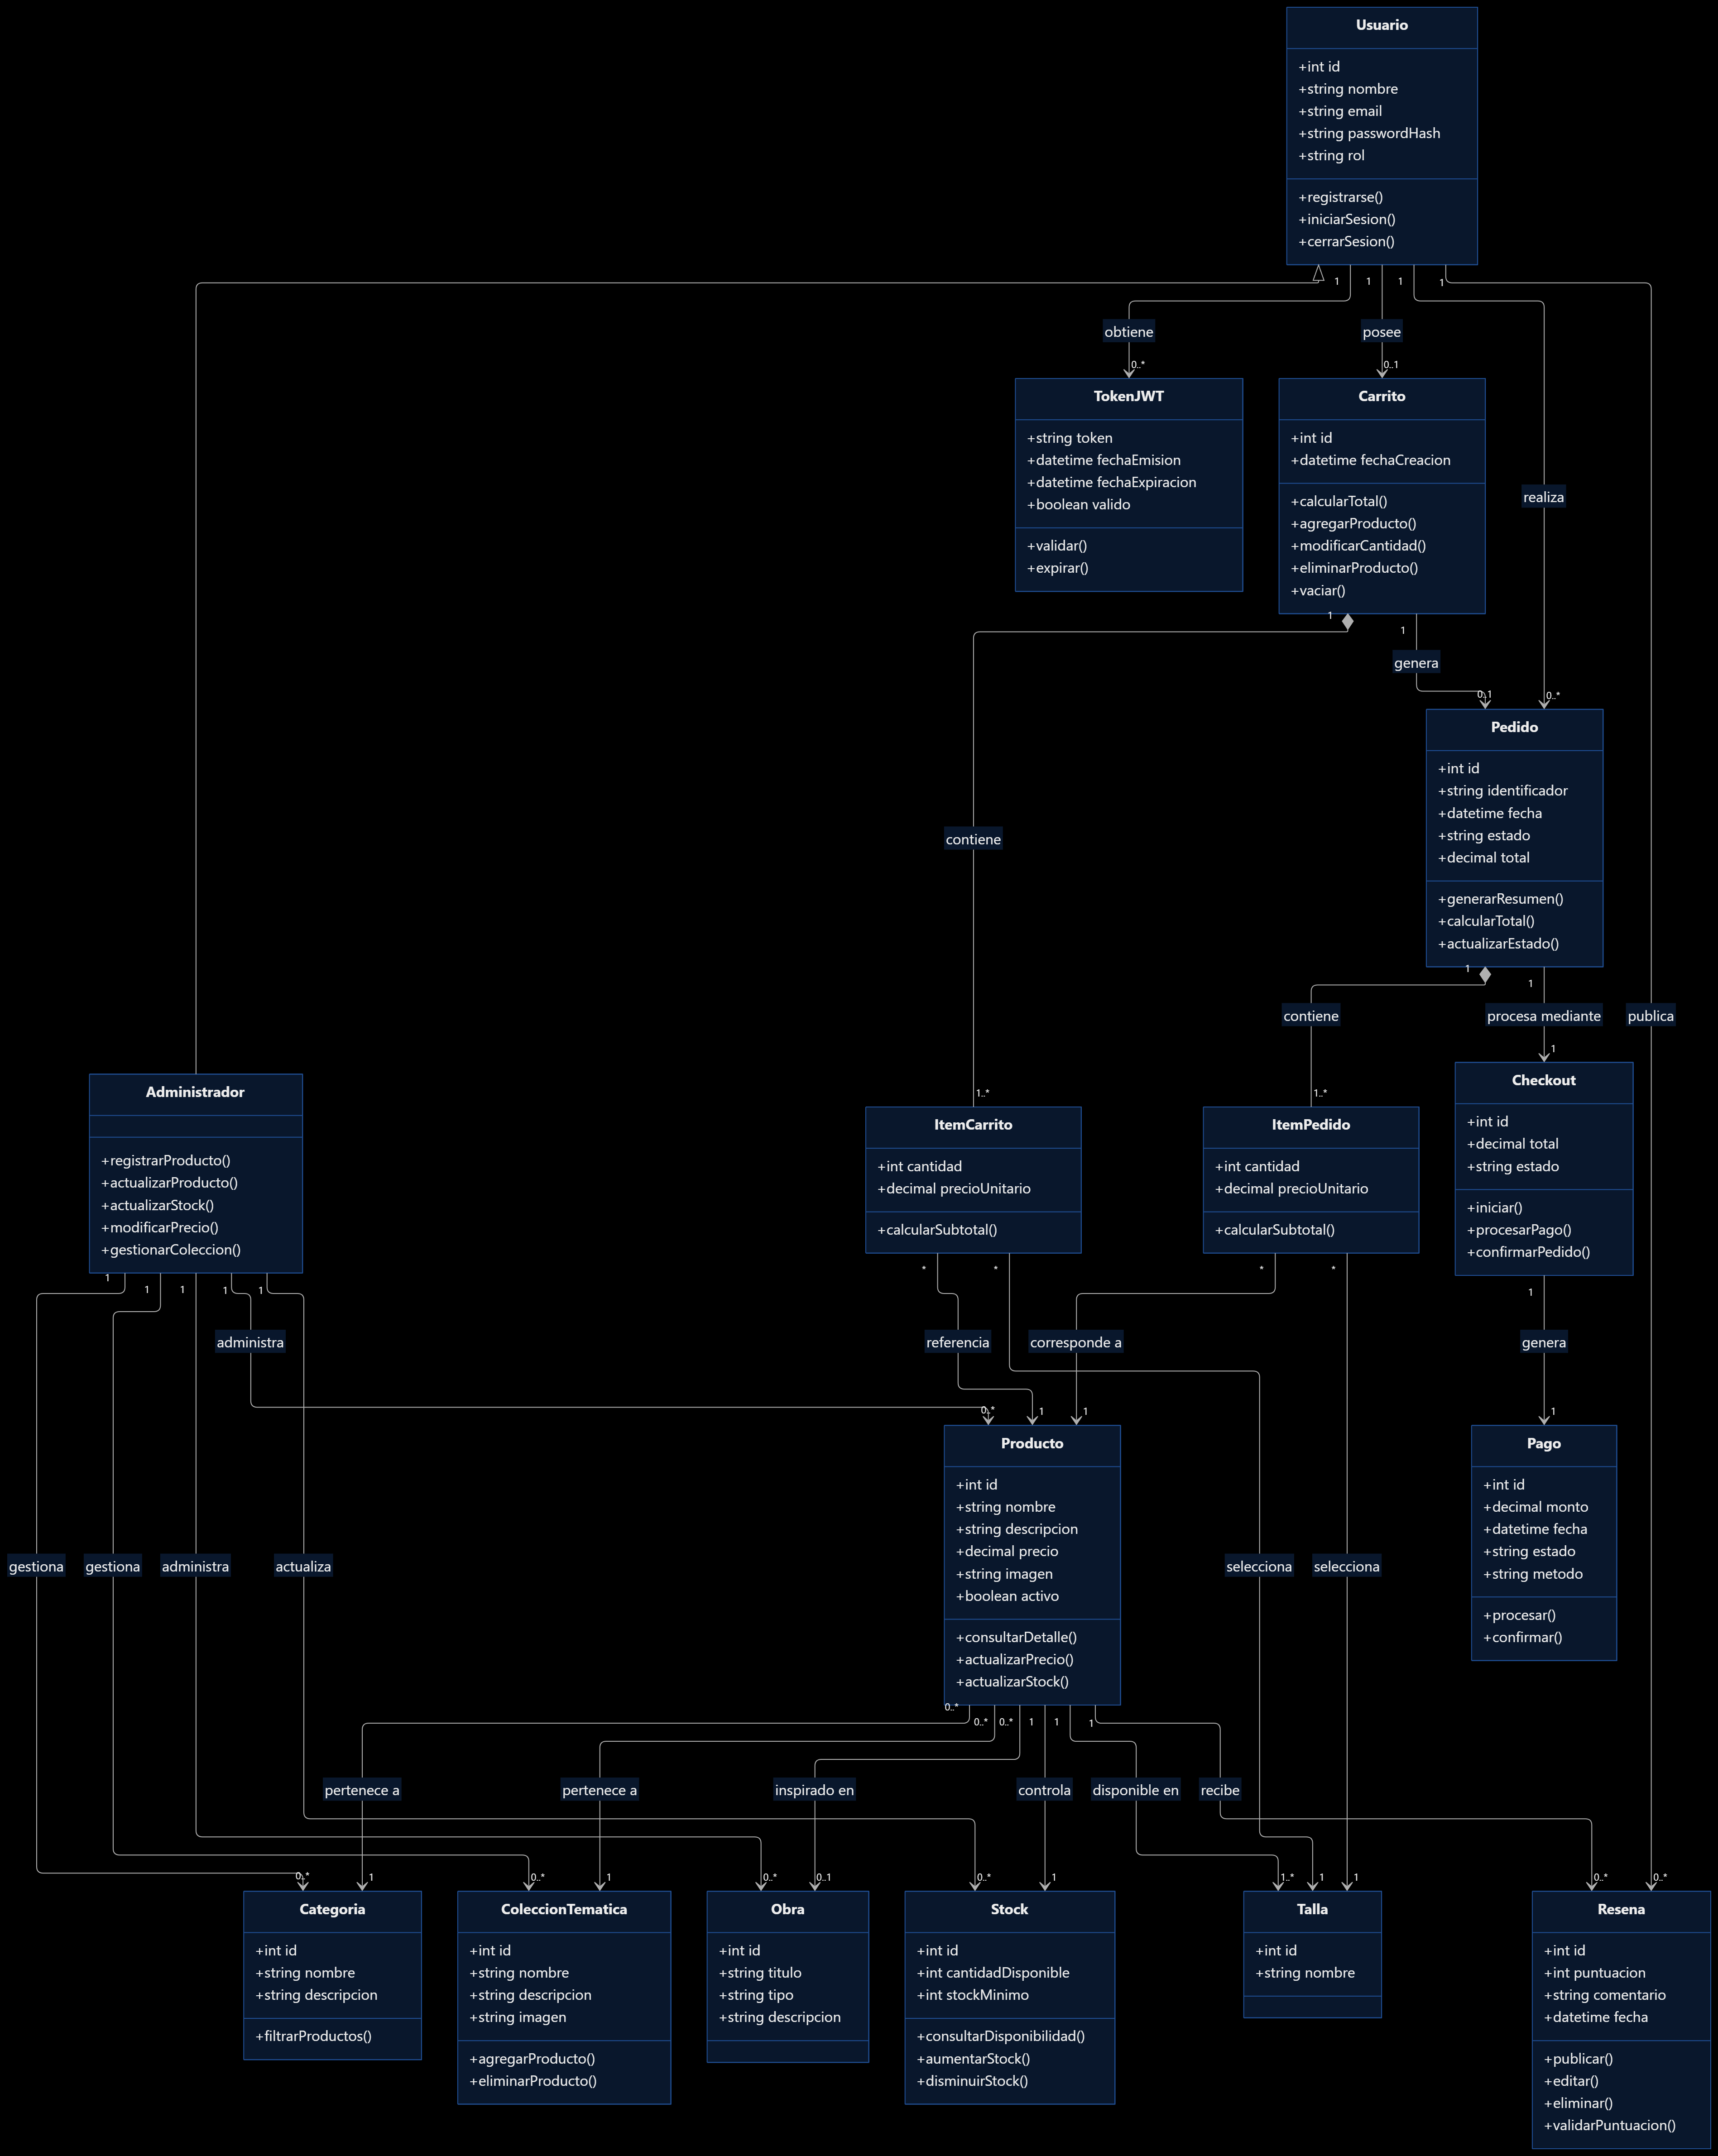 Usuario
+int id
+string nombre
+string email
+string passwordHash
+string rol
+registrarse()
+iniciarSesion()
+cerrarSesion()
1
1
1
1
obtiene
posee
realiza
publica
0..*
0..1
TokenJWT
+string token
+datetime fechaEmision
+datetime fechaExpiracion
+boolean valido
+validar()
+expirar()
Carrito
+int id
+datetime fechaCreacion
+calcularTotal()
+agregarProducto()
+modificarCantidad()
+eliminarProducto()
+vaciar()
1
1
genera
contiene
0..1
0..*
Pedido
+int id
+string identificador
+datetime fecha
+string estado
+decimal total
+generarResumen()
+calcularTotal()
+actualizarEstado()
1
1
contiene
procesa mediante
1..*
1..*
1
Administrador
+registrarProducto()
+actualizarProducto()
+actualizarStock()
+modificarPrecio()
+gestionarColeccion()
ItemCarrito
+int cantidad
+decimal precioUnitario
+calcularSubtotal()
ItemPedido
+int cantidad
+decimal precioUnitario
+calcularSubtotal()
Checkout
+int id
+decimal total
+string estado
+iniciar()
+procesarPago()
+confirmarPedido()
1
1
1
1
1
*
*
*
*
1
administra
referencia
corresponde a
genera
0..*
1
1
1
gestiona
gestiona
administra
actualiza
selecciona
selecciona
Producto
+int id
+string nombre
+string descripcion
+decimal precio
+string imagen
+boolean activo
+consultarDetalle()
+actualizarPrecio()
+actualizarStock()
Pago
+int id
+decimal monto
+datetime fecha
+string estado
+string metodo
+procesar()
+confirmar()
0..*
0..*
0..*
1
1
1
pertenece a
pertenece a
inspirado en
controla
disponible en
recibe
0..*
1
0..*
1
0..*
0..1
0..*
1
1..*
1
1
0..*
0..*
Categoria
+int id
+string nombre
+string descripcion
+filtrarProductos()
ColeccionTematica
+int id
+string nombre
+string descripcion
+string imagen
+agregarProducto()
+eliminarProducto()
Obra
+int id
+string titulo
+string tipo
+string descripcion
Stock
+int id
+int cantidadDisponible
+int stockMinimo
+consultarDisponibilidad()
+aumentarStock()
+disminuirStock()
Talla
+int id
+string nombre
Resena
+int id
+int puntuacion
+string comentario
+datetime fecha
+publicar()
+editar()
+eliminar()
+validarPuntuacion()